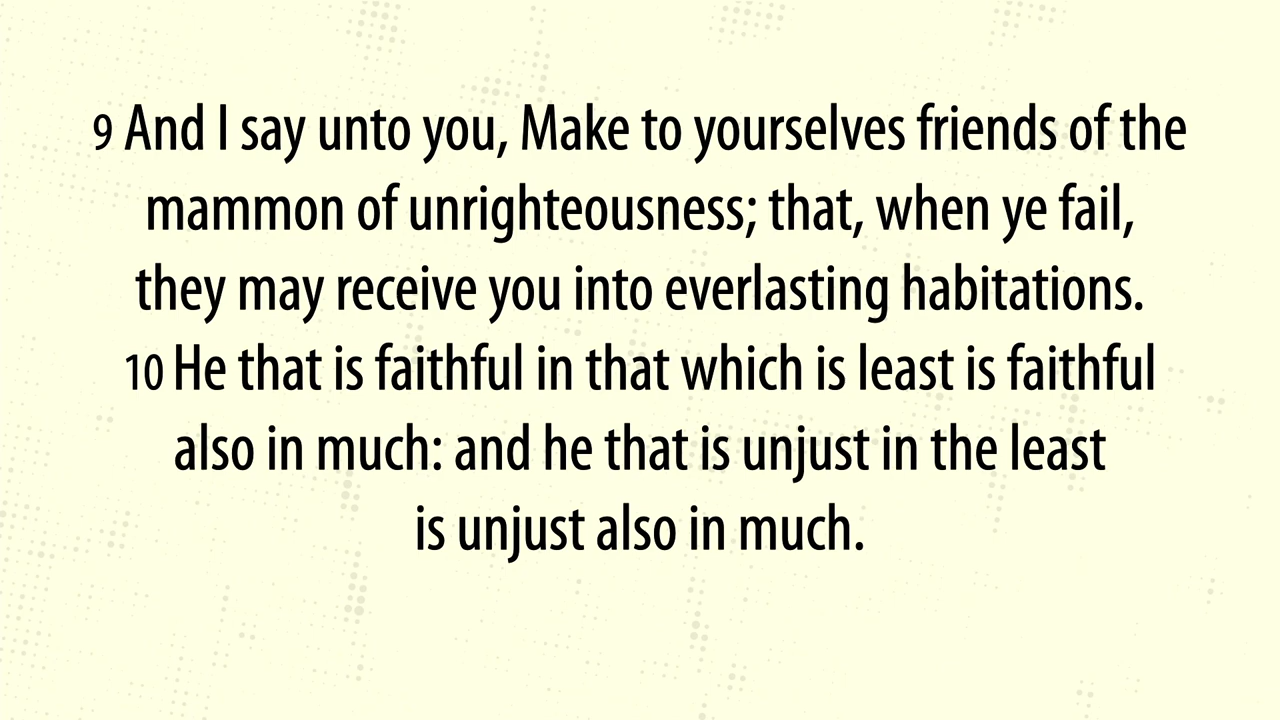 9 And I say unto you, Make to yourselves friends of the
mammon of unrighteousness; that, when ye fail,
they may receive you into everlasting habitations.
10 He that is faithful in that which is least is faithful
also in much: and he that is unjust in the least
is unjust also in much.